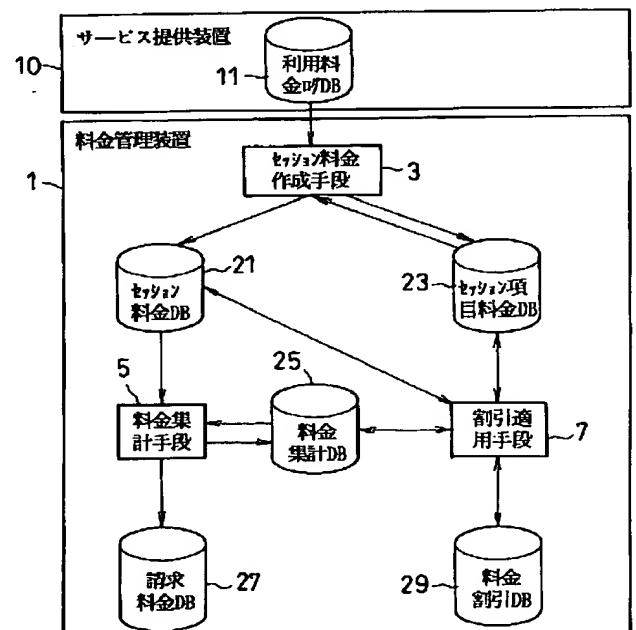 サービス提供装置
10
11
利用料
金ログDB
料金管理装置
1
セッション料金
作成手段
3
21
セッション
料金DB
23
セッション項
目料金DB
5
料金集
計手段
25
料金
集計DB
割引適
用手段
7
請求
料金DB
27
29
料金
割引DB